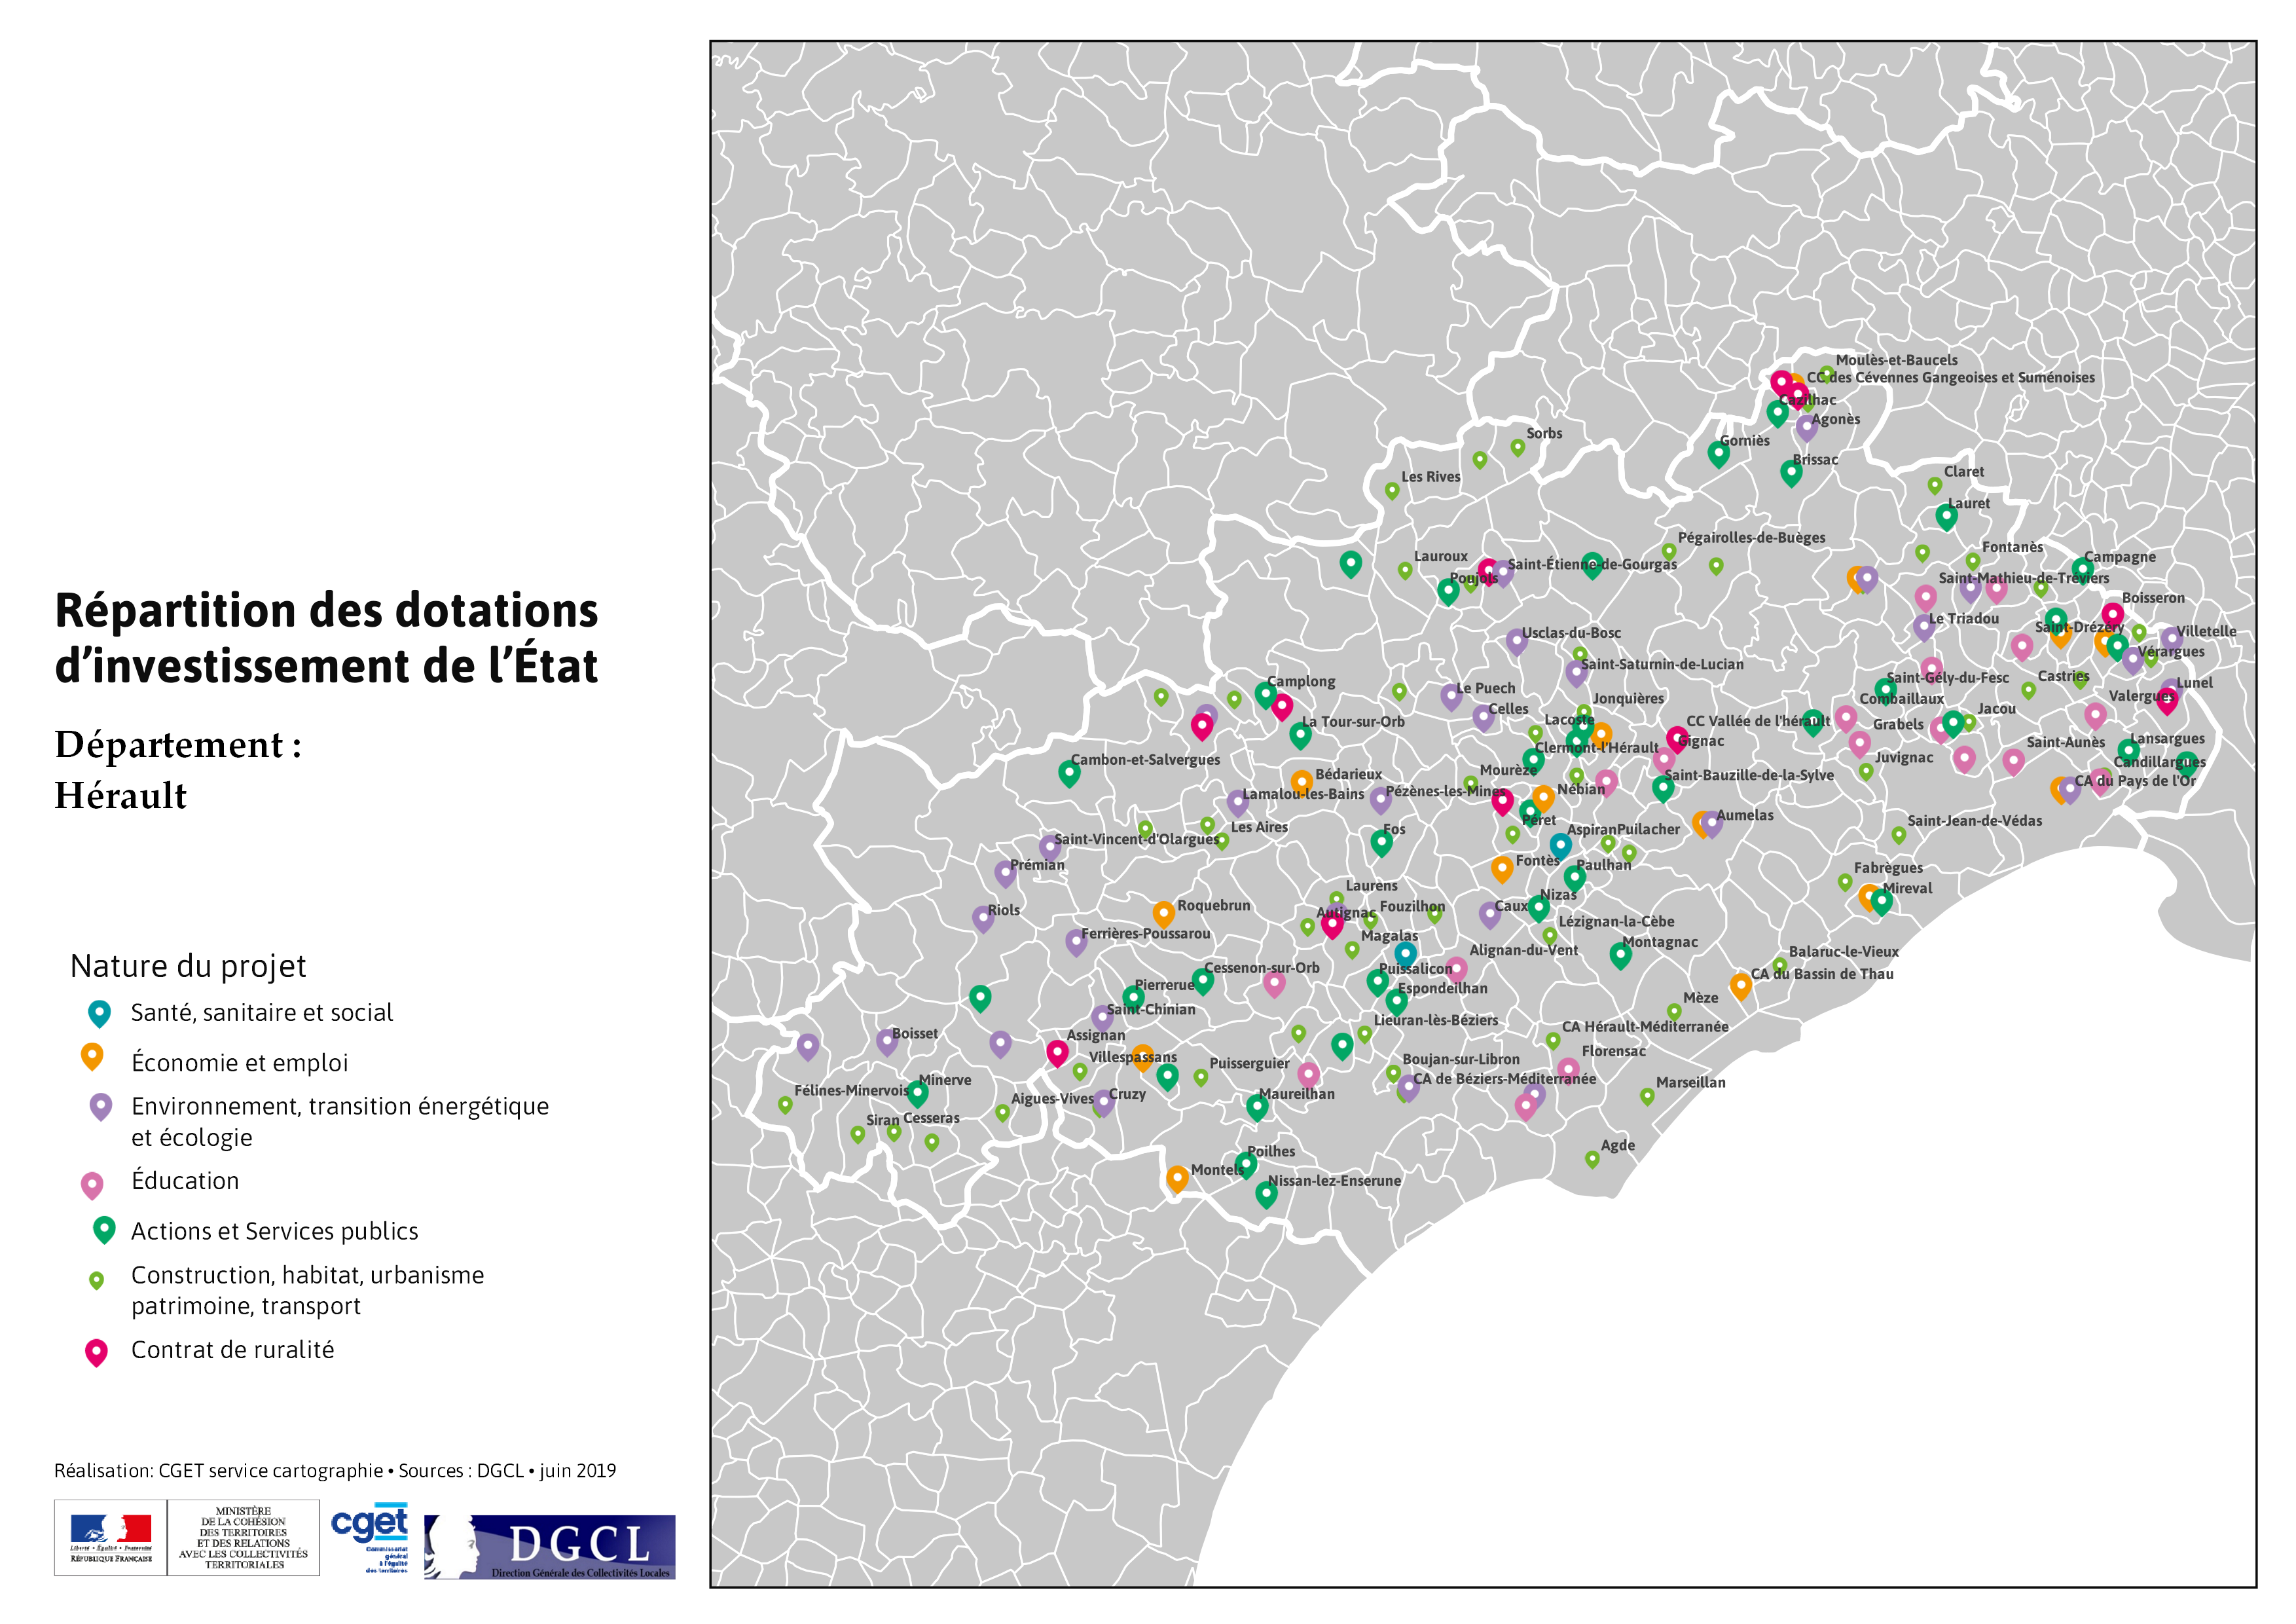 Répartition des dotations
d’investissement de l’État
Département :
Hérault
Nature du projet
Santé, sanitaire et social
Économie et emploi
Environnement, transition énergétique
et écologie
Éducation
Actions et Services publics
Construction, habitat, urbanisme
patrimoine, transport
Contrat de ruralité
Réalisation: CGET service cartographie • Sources : DGCL • juin 2019
Liberté • Égalité • Fraternité
RÉPUBLIQUE FRANÇAISE
MINISTÈRE
DE LA COHÉSION
DES TERRITOIRES
ET DES RELATIONS
AVEC LES COLLECTIVITÉS
TERRITORIALES
cget
Commissariat
général
à l'égalité
des territoires
DGCL
Direction Générale des Collectivités Locales
Moulès-et-Baucels
CC des Cévennes Gangeoises et Suménoises
Cazilhac
Agonès
Sorbs
Gorniès
Brissac
Les Rives
Claret
Lauret
Pégairolles-de-Buèges
Fontanès
Lauroux
Saint-Étienne-de-Gourgas
Campagne
Poujols
Saint-Mathieu-de-Tréviers
Boisseron
Le Triadou
Saint-Drézéry
Usclas-du-Bosc
Villetelle
Vérargues
Saint-Saturnin-de-Lucian
Camplong
Le Puech
Saint-Gély-du-Fesc
Castries
Lunel
Jonquières
Combaillaux
Valergues
Celles
Jacou
La Tour-sur-Orb
Lacoste
CC Vallée de l'hérault
Grabels
Gignac
Saint-Aunès
Lansargues
Clermont-l'Hérault
Cambon-et-Salvergues
Juvignac
Candillargues
Bédarieux
Mourèze
Saint-Bauzille-de-la-Sylve
CA du Pays de l'Or
Lamalou-les-Bains
Pézènes-les-Mines
Nébian
Aumelas
Péret
Saint-Jean-de-Védas
Les Aires
Fos
Aspiran
Puilacher
Saint-Vincent-d'Olargues
Prémian
Fontès
Paulhan
Fabrègues
Laurens
Mireval
Nizas
Roquebrun
Autignac
Fouzilhon
Caux
Riols
Lézignan-la-Cèbe
Ferrières-Poussarou
Magalas
Alignan-du-Vent
Montagnac
Balaruc-le-Vieux
Cessenon-sur-Orb
Puissalicon
CA du Bassin de Thau
Pierrerue
Espondeilhan
Mèze
Saint-Chinian
Lieuran-lès-Béziers
CA Hérault-Méditerranée
Boisset
Assignan
Florensac
Villespassans
Puisserguier
Boujan-sur-Libron
CA de Béziers-Méditerranée
Minerve
Marseillan
Félines-Minervois
Aigues-Vives
Cruzy
Maureilhan
Siran
Cesseras
Agde
Poilhes
Montels
Nissan-lez-Enserune